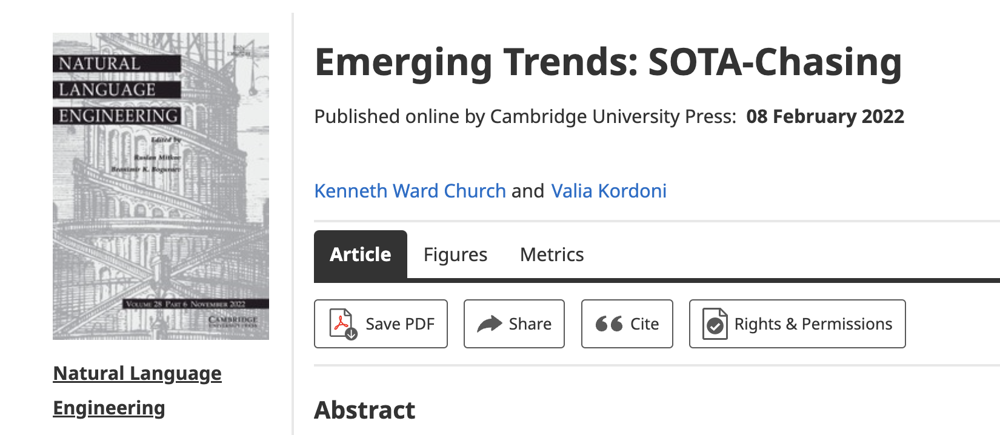 NATURAL
LANGUAGE
ENGINEERING
Edited by
Ruslan Mitkov
Branimir K. Boguraev
VOLUME 28 PART 6 NOVEMBER 2022
CAMBRIDGE
UNIVERSITY PRESS
Natural Language
Engineering
Emerging Trends: SOTA-Chasing
Published online by Cambridge University Press: 08 February 2022
Kenneth Ward Church and Valia Kordoni
Article Figures Metrics
Save PDF Share Cite Rights & Permissions
Abstract